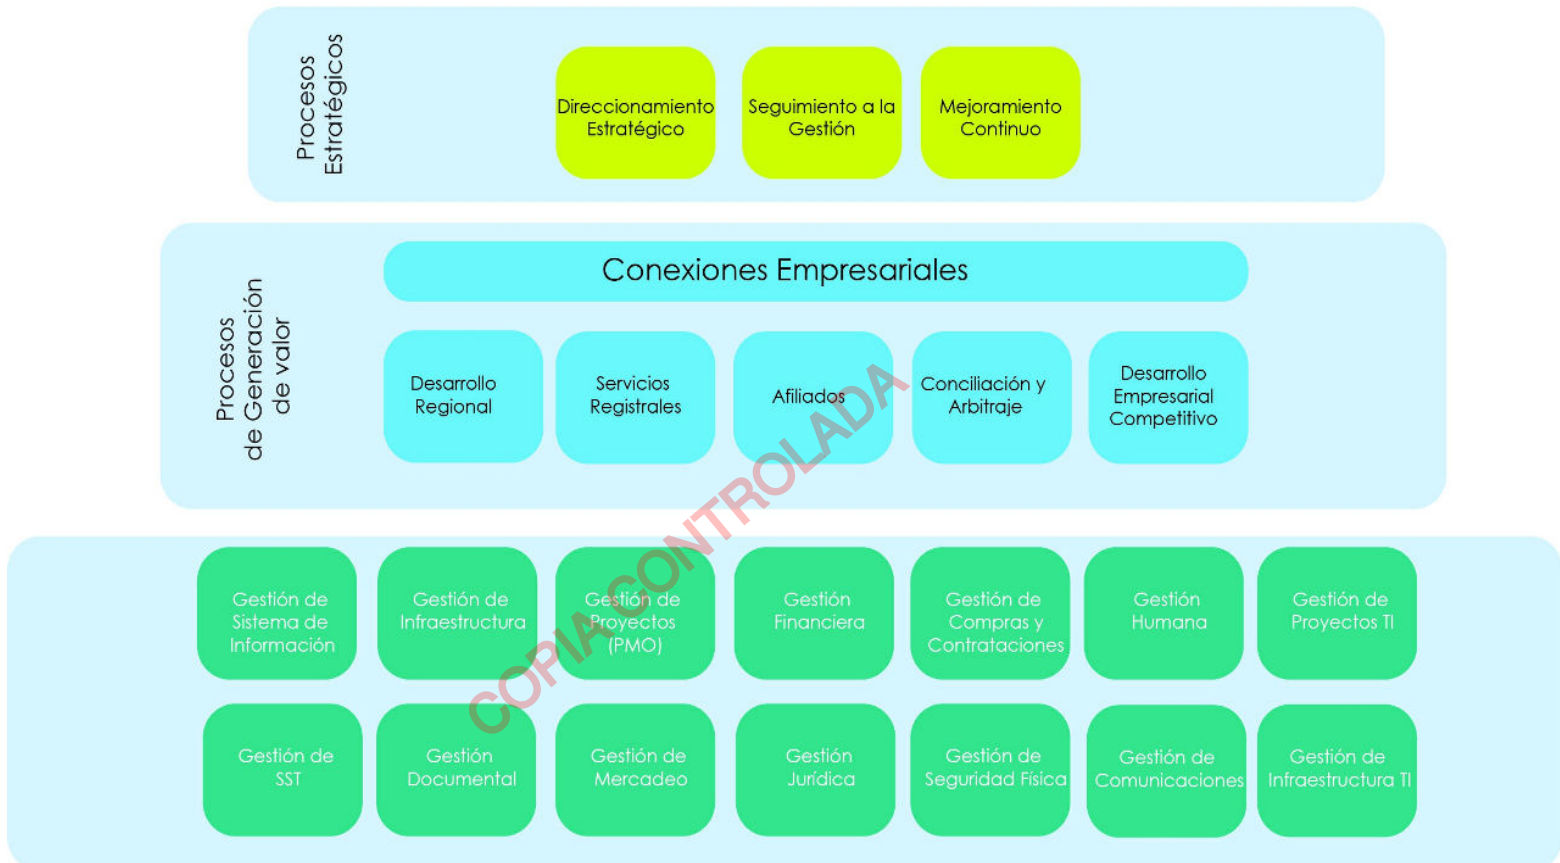 Procesos
Estratégicos
Direccionamiento
Estratégico
Seguimiento a la
Gestión
Mejoramiento
Continuo
Procesos
de Generación
de valor
Conexiones Empresariales
Desarrollo
Regional
Servicios
Registrales
Afiliados
Conciliación y
Arbitraje
Desarrollo
Empresarial
Competitivo
Gestión de
Sistema de
Información
Gestión de
Infraestructura
Gestión de
Proyectos
(PMO)
Gestión
Financiera
Gestión de
Compras y
Contrataciones
Gestión
Humana
Gestión de
Proyectos TI
Gestión de
SST
Gestión
Documental
Gestión de
Mercadeo
Gestión
Jurídica
Gestión de
Seguridad Física
Gestión de
Comunicaciones
Gestión de
Infraestructura TI
COPIA CONTROLADA